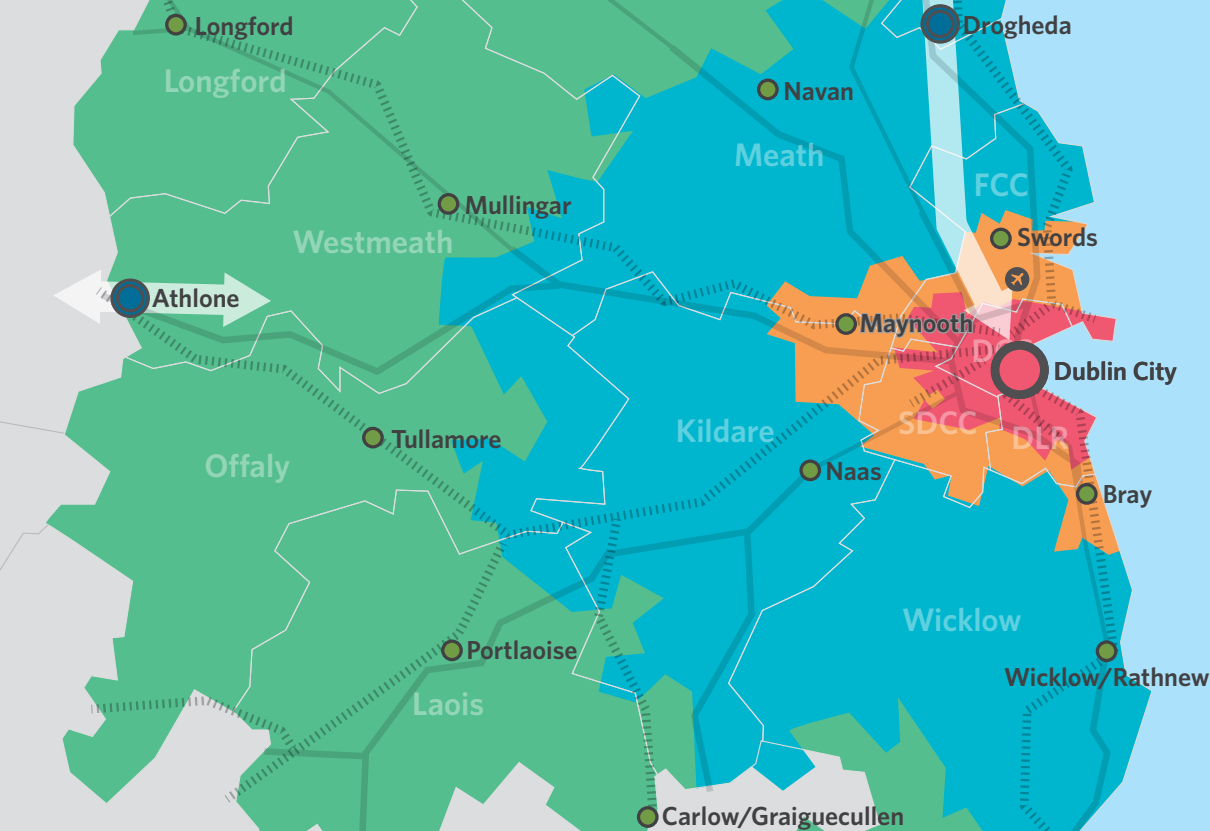 Longford
Drogheda
Longford
Navan
Meath
FCC
Mullingar
Westmeath
Swords
Athlone
Maynooth
Dublin City
Kildare
SDCC
DLR
Tullamore
Offaly
Naas
Bray
Wicklow
Portlaoise
Wicklow/Rathnew
Laois
Carlow/Graiguecullen